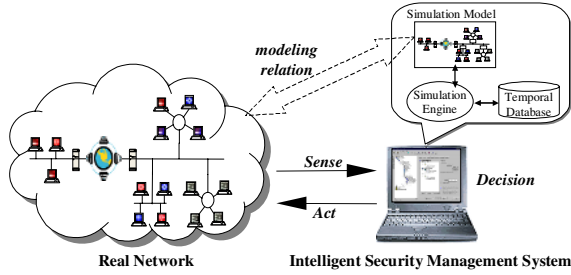 Simulation Model
modeling
relation
Simulation
Engine
Temporal
Database
Sense
Decision
Act
Real Network
Intelligent Security Management System